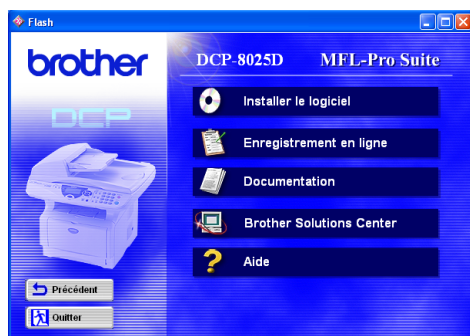 Flash
brother
DCP-8025D MFL-Pro Suite
DCP
Installer le logiciel
Enregistrement en ligne
Documentation
Brother Solutions Center
Aide
Précédent
Quitter